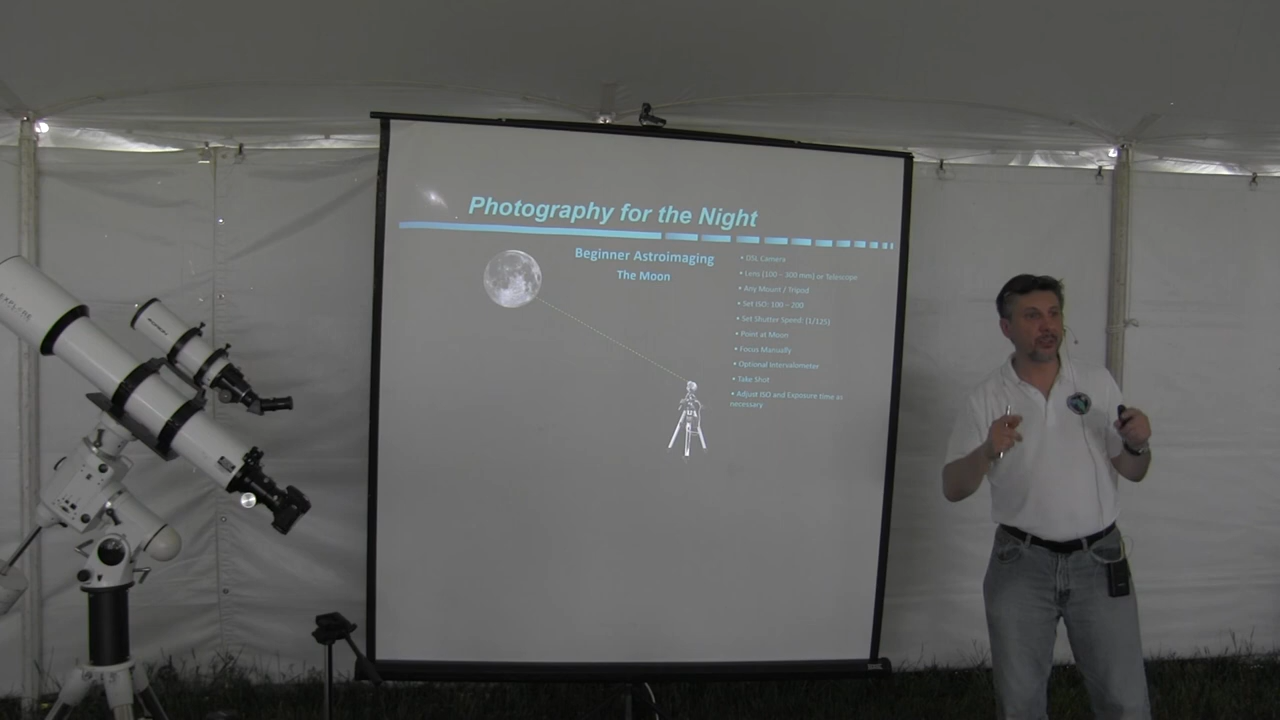 Photography for the Night
Beginner Astroimaging
The Moon
• DSL Camera
• Lens (100 – 300 mm) or Telescope
• Any Mount / Tripod
• Set ISO: 100 – 200
• Set Shutter Speed: (1/125)
• Point at Moon
• Focus Manually
• Optional Intervalometer
• Take Shot
• Adjust ISO and Exposure time as
necessary
EXPLORE